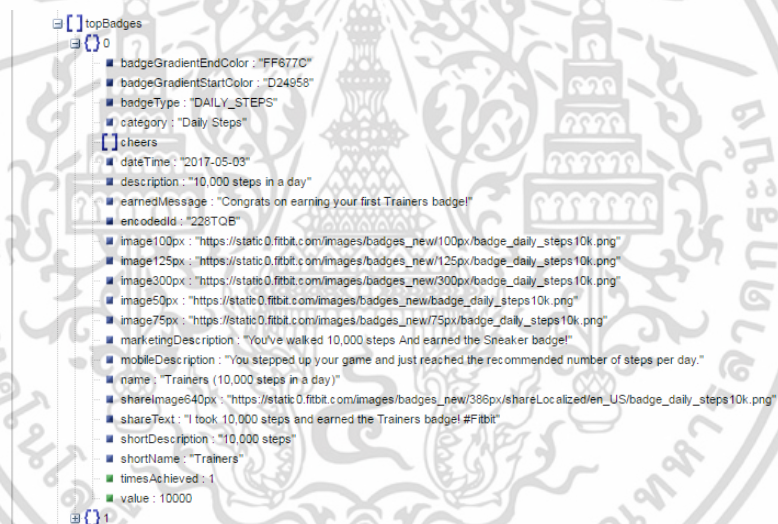 topBadges
0
badgeGradientEndColor : "FF677C"
badgeGradientStartColor : "D24958"
badgeType : "DAILY_STEPS"
category : "Daily Steps"
cheers
dateTime : "2017-05-03"
description : "10,000 steps in a day"
earnedMessage : "Congrats on earning your first Trainers badge!"
encodedId : "228TQB"
image100px : "https://static0.fitbit.com/images/badges_new/100px/badge_daily_steps10k.png"
image125px : "https://static0.fitbit.com/images/badges_new/125px/badge_daily_steps10k.png"
image300px : "https://static0.fitbit.com/images/badges_new/300px/badge_daily_steps10k.png"
image50px : "https://static0.fitbit.com/images/badges_new/badge_daily_steps10k.png"
image75px : "https://static0.fitbit.com/images/badges_new/75px/badge_daily_steps10k.png"
marketingDescription : "You've walked 10,000 steps And earned the Sneaker badge!"
mobileDescription : "You stepped up your game and just reached the recommended number of steps per day."
name : "Trainers (10,000 steps in a day)"
shareImage640px : "https://static0.fitbit.com/images/badges_new/386px/shareLocalized/en_US/badge_daily_steps10k.png"
shareText : "I took 10,000 steps and earned the Trainers badge! #Fitbit"
shortDescription : "10,000 steps"
shortName : "Trainers"
timesAchieved : 1
value : 10000
1